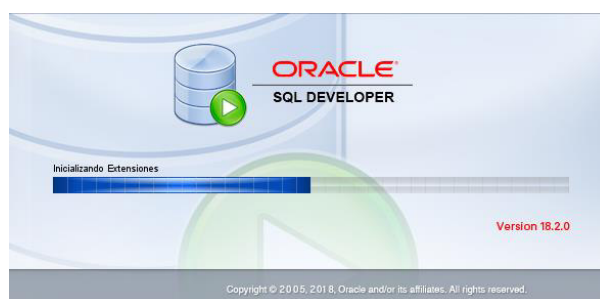 ORACLE
SQL DEVELOPER
Inicializando Extensiones
Version 18.2.0
Copyright © 2005, 2018, Oracle and/or its affiliates. All rights reserved.